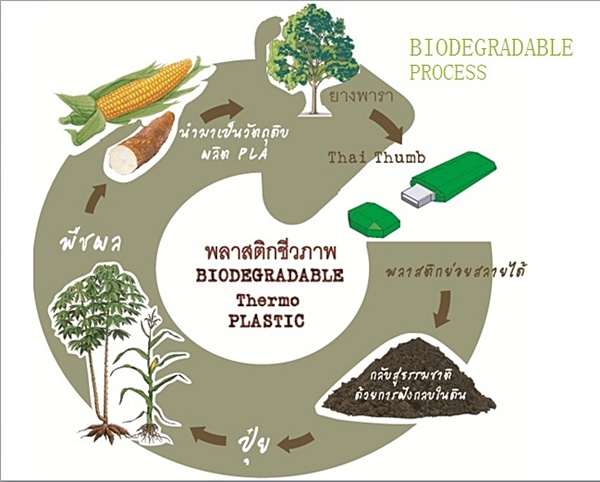 BIODEGRADABLE
PROCESS
ยางพารา
Thai Thumb
นำมาเป็นวัตถุดิบ
ผลิต PLA
พืชผล
พลาสติกชีวภาพ
BIODEGRADABLE
Thermo
PLASTIC
พลาสติกย่อยสลายได้
กลับสู่ธรรมชาติ
ด้วยการฝังกลบในดิน
ปุ๋ย